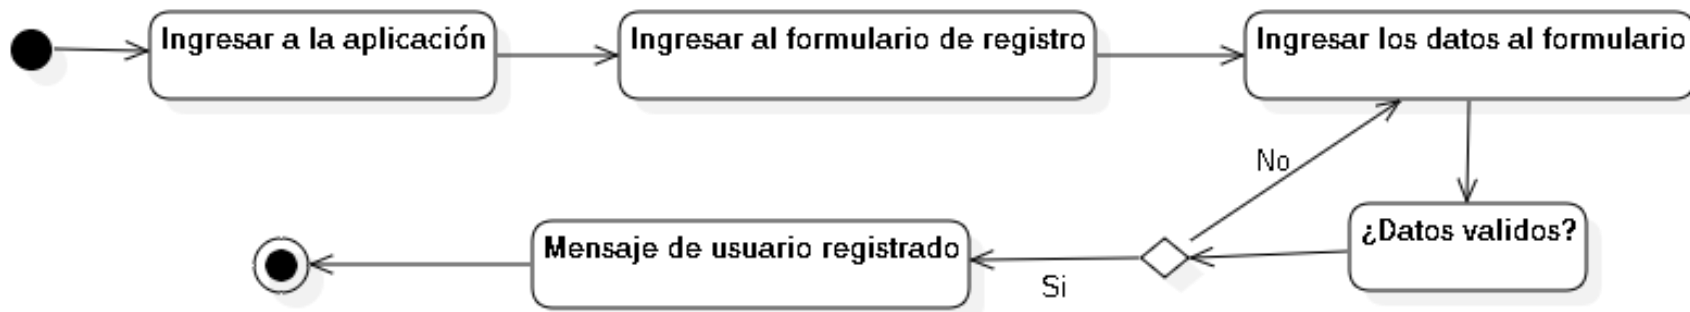 Ingresar a la aplicación
Ingresar al formulario de registro
Ingresar los datos al formulario
No
¿Datos validos?
Si
Mensaje de usuario registrado